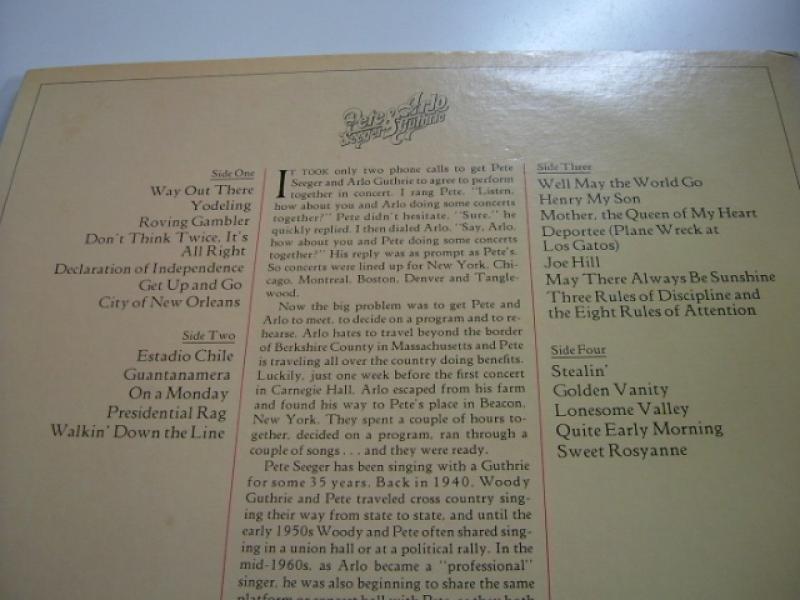 Pete Arlo
Seeger & Guthrie
Side One
Way Out There
Yodeling
Roving Gambler
Don't Think Twice, It's
All Right
Declaration of Independence
Get Up and Go
City of New Orleans
Side Two
Estadio Chile
Guantanamera
On a Monday
Presidential Rag
Walkin' Down the Line
IT TOOK only two phone calls to get Pete
Seeger and Arlo Guthrie to agree to perform
together in concert. I rang Pete, "Listen,
how about you and Arlo doing some concerts
together?" Pete didn't hesitate, "Sure," he
quickly replied. I then dialed Arlo, "Say, Arlo,
how about you and Pete doing some concerts
together?" His reply was as prompt as Pete's.
So concerts were lined up for New York, Chi-
cago, Montreal, Boston, Denver and Tangle-
wood.
Now the big problem was to get Pete and
Arlo to meet, to decide on a program and to re-
hearse. Arlo hates to travel beyond the border
of Berkshire County in Massachusetts and Pete
is traveling all over the country doing benefits.
Luckily, just one week before the first concert
in Carnegie Hall, Arlo escaped from his farm
and found his way to Pete's place in Beacon,
New York. They spent a couple of hours to-
gether, decided on a program, ran through a
couple of songs . . . and they were ready.
Pete Seeger has been singing with a Guthrie
for some 35 years. Back in 1940, Woody
Guthrie and Pete traveled cross country sing-
ing their way from state to state, and until the
early 1950s Woody and Pete often shared sing-
ing in a union hall or at a political rally. In the
mid-1960s, as Arlo became a "professional"
singer, he was also beginning to share the same
platform or concert hall with Pete, as they both
Side Three
Well May the World Go
Henry My Son
Mother, the Queen of My Heart
Deportee (Plane Wreck at
Los Gatos)
Joe Hill
May There Always Be Sunshine
Three Rules of Discipline and
the Eight Rules of Attention
Side Four
Stealin'
Golden Vanity
Lonesome Valley
Quite Early Morning
Sweet Rosyanne